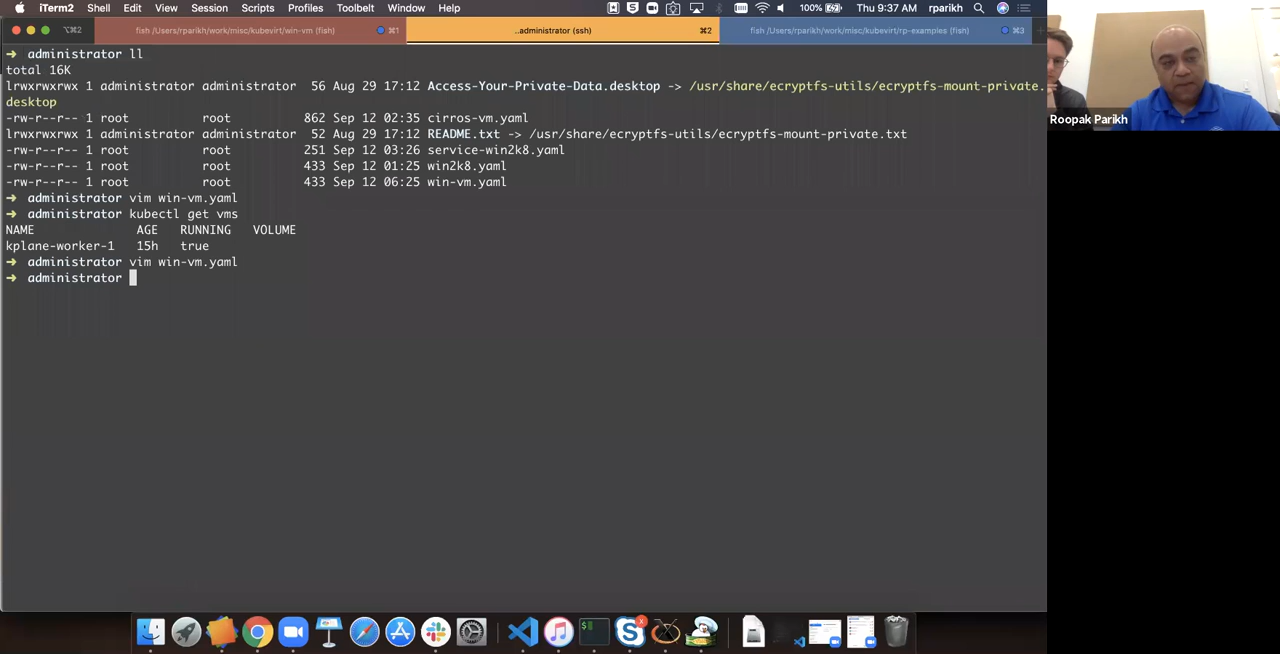 iTerm2 Shell Edit View Session Scripts Profiles Toolbelt Window Help 100% Thu 9:37 AM rparikh
⌥⌘2 fish /Users/rparikh/work/misc/kubevirt/win-vm (fish) ⌘1 ..administrator (ssh) ⌘2 fish /Users/rparikh/work/misc/kubevirt/rp-examples (fish) ⌘3
→ administrator ll
total 16K
lrwxrwxrwx 1 administrator administrator 56 Aug 29 17:12 Access-Your-Private-Data.desktop -> /usr/share/ecryptfs-utils/ecryptfs-mount-private.
desktop
-rw-r--r-- 1 root root 862 Sep 12 02:35 cirros-vm.yaml
lrwxrwxrwx 1 administrator administrator 52 Aug 29 17:12 README.txt -> /usr/share/ecryptfs-utils/ecryptfs-mount-private.txt
-rw-r--r-- 1 root root 251 Sep 12 03:26 service-win2k8.yaml
-rw-r--r-- 1 root root 433 Sep 12 01:25 win2k8.yaml
-rw-r--r-- 1 root root 433 Sep 12 06:25 win-vm.yaml
→ administrator vim win-vm.yaml
→ administrator kubectl get vms
NAME AGE RUNNING VOLUME
kplane-worker-1 15h true
→ administrator vim win-vm.yaml
→ administrator
Roopak Parikh